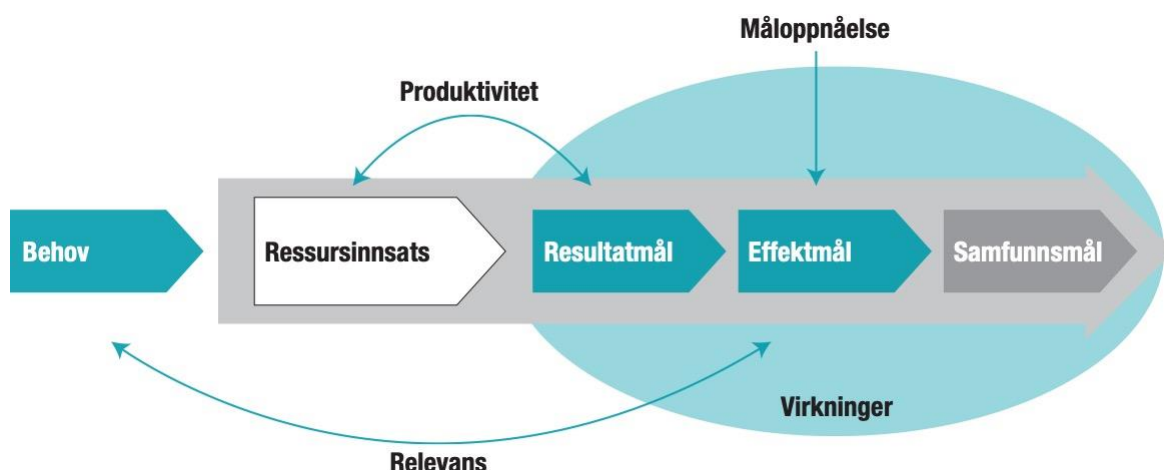 Måloppnåelse
Produktivitet
Behov
Ressursinnsats
Resultatmål
Effektmål
Samfunnsmål
Virkninger
Relevans